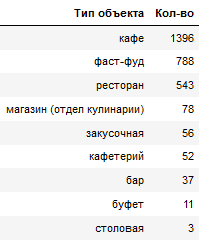 Тип объекта Кол-во
кафе 1396
фаст-фуд 788
ресторан 543
магазин (отдел кулинарии) 78
закусочная 56
кафетерий 52
бар 37
буфет 11
столовая 3